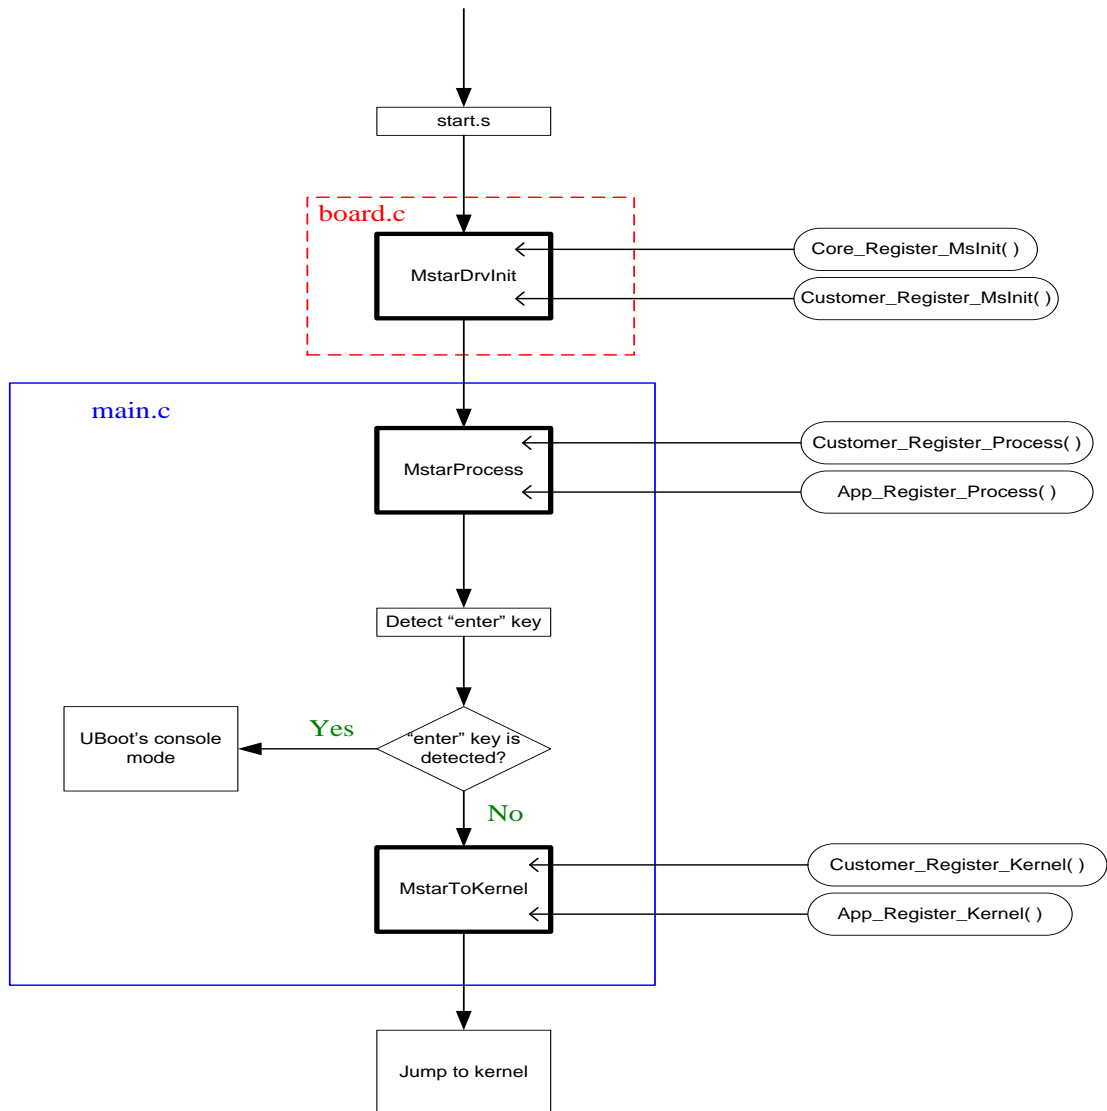 start.s
board.c
MstarDrvInit
Core_Register_MsInit( )
Customer_Register_MsInit( )
main.c
MstarProcess
Customer_Register_Process( )
App_Register_Process( )
Detect “enter” key
“enter” key is
detected?
Yes
UBoot’s console
mode
No
MstarToKernel
Customer_Register_Kernel( )
App_Register_Kernel( )
Jump to kernel